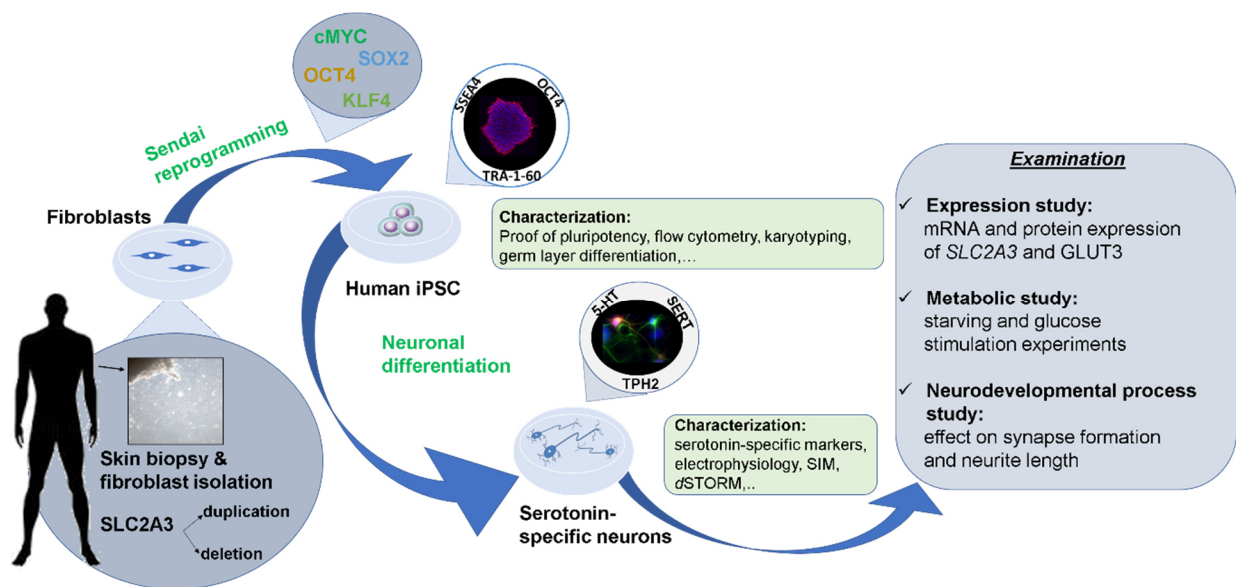 cMYC
SOX2
OCT4
KLF4
Sendai
reprogramming
SSEA4
OCT4
TRA-1-60
Fibroblasts
Human iPSC
Characterization:
Proof of pluripotency, flow cytometry, karyotyping,
germ layer differentiation,…
Neuronal
differentiation
5-HT
SERT
TPH2
Skin biopsy &
fibroblast isolation
SLC2A3
duplication
deletion
Characterization:
serotonin-specific markers,
electrophysiology, SIM,
dSTORM,..
Serotonin-
specific neurons
Examination
✓ Expression study:
mRNA and protein expression
of SLC2A3 and GLUT3
✓ Metabolic study:
starving and glucose
stimulation experiments
✓ Neurodevelopmental process
study:
effect on synapse formation
and neurite length